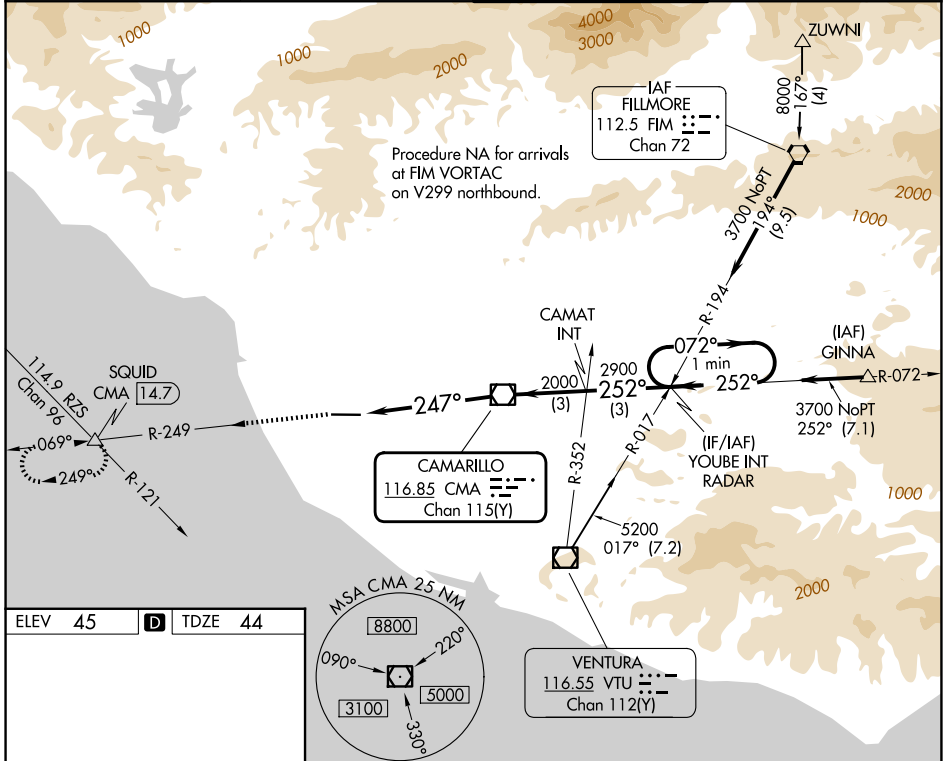 1000
1000
2000
4000
3000
ZUWNI
8000
167°
(4)
IAF
FILLMORE
112.5 FIM
Chan 72
Procedure NA for arrivals
at FIM VORTAC
on V299 northbound.
3700 NoPT
194°
(9.5)
2000
1000
R-194
CAMAT
INT
072°
1 min
(IAF)
GINNA
R-072
2000
(3)
2900
252°
(3)
252°
3700 NoPT
252° (7.1)
247°
114.9 RZS
Chan 96
SQUID
CMA 14.7
069°
249°
R-249
R-121
CAMARILLO
116.85 CMA
Chan 115(Y)
R-352
R-017
(IF/IAF)
YOUBE INT
RADAR
1000
5200
017° (7.2)
2000
ELEV 45 D TDZE 44
MSA CMA 25 NM
8800
090°
220°
3100
5000
330°
VENTURA
116.55 VTU
Chan 112(Y)